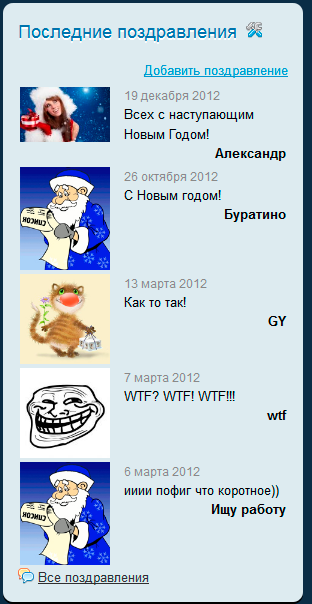 Последние поздравления
Добавить поздравление
19 декабря 2012
Всех с наступающим
Новым Годом!
Александр
26 октября 2012
С Новым годом!
Буратино
СПИСОК
13 марта 2012
Как то так!
GY
7 марта 2012
WTF? WTF! WTF!!!
wtf
6 марта 2012
ииии пофиг что коротное))
Ищу работу
СПИСОК
Все поздравления